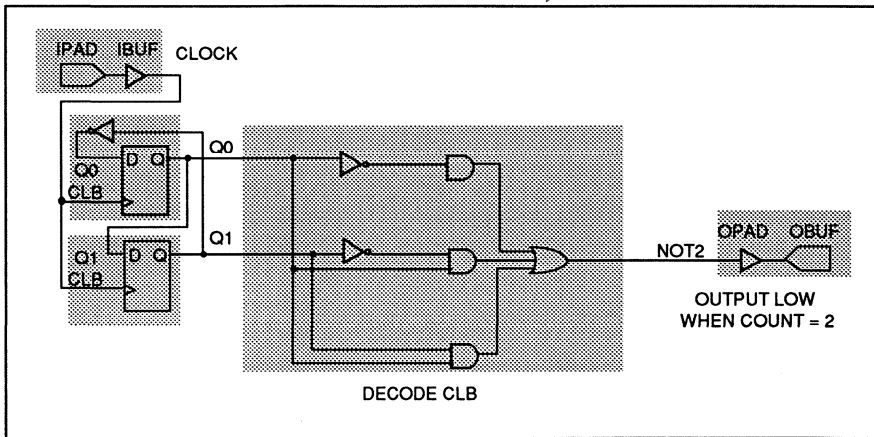 IPAD IBUF CLOCK
Q0
D Q
Q0
CLB
Q1
D Q
Q1
CLB
NOT2
OPAD OBUF
OUTPUT LOW
WHEN COUNT = 2
DECODE CLB